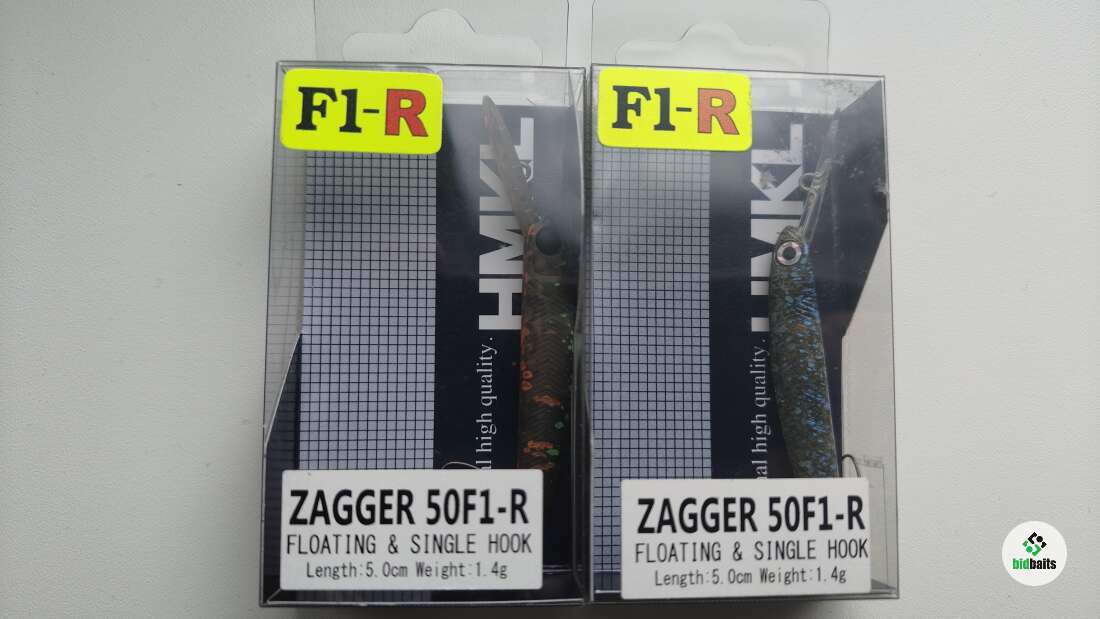 F1-R
HMKL
al high quality.
ZAGGER 50F1-R
FLOATING & SINGLE HOOK
Length:5.0cm Weight:1.4g
F1-R
HMKL
nal high quality.
ZAGGER 50F1-R
FLOATING & SINGLE HOOK
Length:5.0cm Weight:1.4g
bidbaits